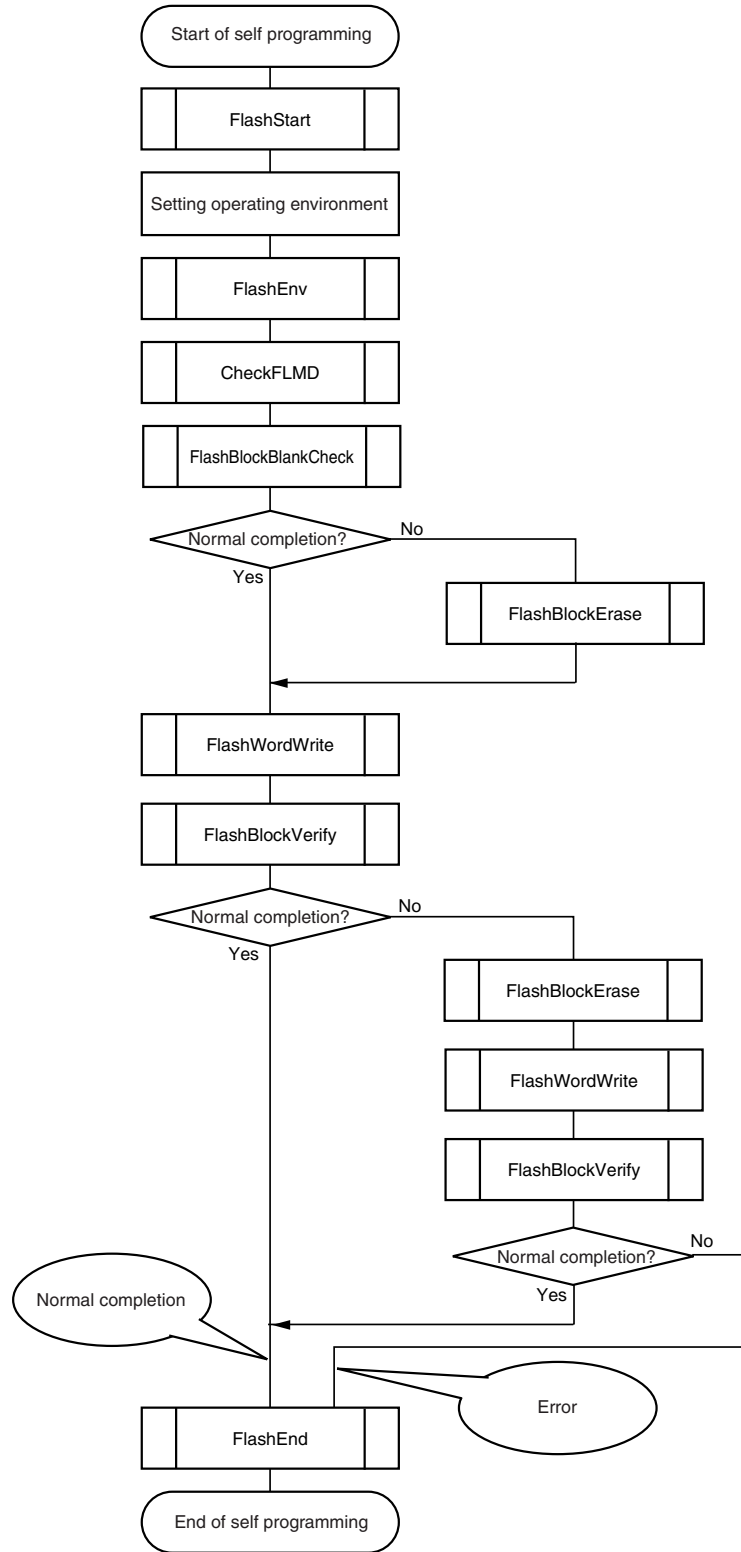 Start of self programming
FlashStart
Setting operating environment
FlashEnv
CheckFLMD
FlashBlockBlankCheck
Normal completion?
No
Yes
FlashBlockErase
FlashWordWrite
FlashBlockVerify
Normal completion?
No
Yes
FlashBlockErase
FlashWordWrite
FlashBlockVerify
Normal completion?
No
Yes
Normal completion
Error
FlashEnd
End of self programming